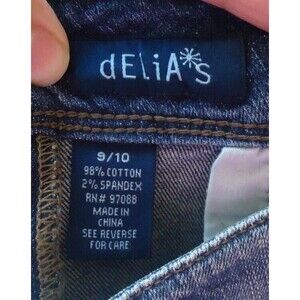 dELiA*s
9/10
98% COTTON
2% SPANDEX
RN# 97088
MADE IN
CHINA
SEE REVERSE
FOR CARE